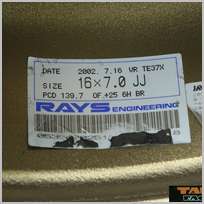 DATE 2002. 7.16 WR TE37X
SIZE 16×7.0 JJ
PCD 139.7 OF.+25 6H BR
RAYS ENGINEERING